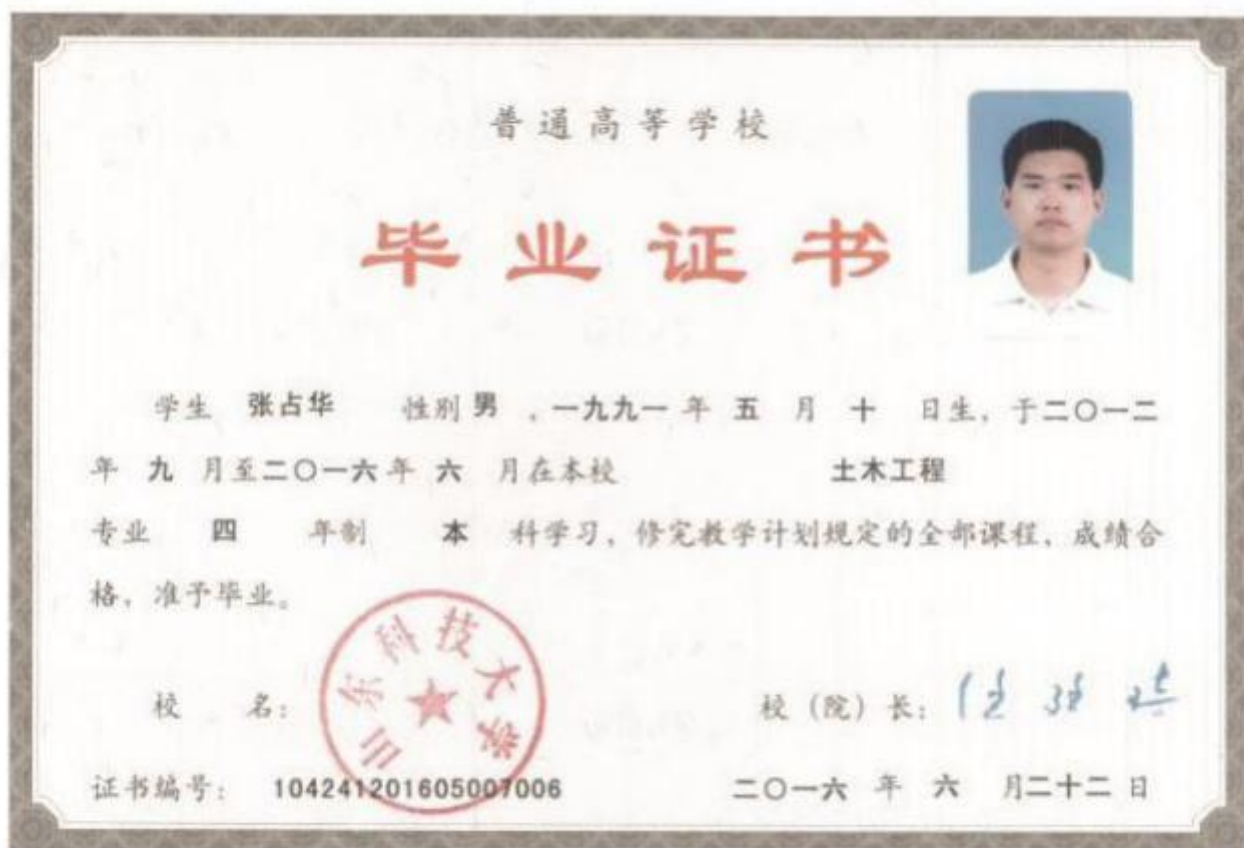 普通高等学校
毕业证书
学生 张占华 性别 男 ,一九九一 年 五 月 十 日生, 于二〇一二
年 九 月至二〇一六年 六 月在本校 土木工程
专业 四 年制 本 科学习, 修完教学计划规定的全部课程, 成绩合
格, 准予毕业。
山东科技大学
校 名: 校 (院) 长:
证书编号: 104241201605007006 二〇一六 年 六 月二十二日